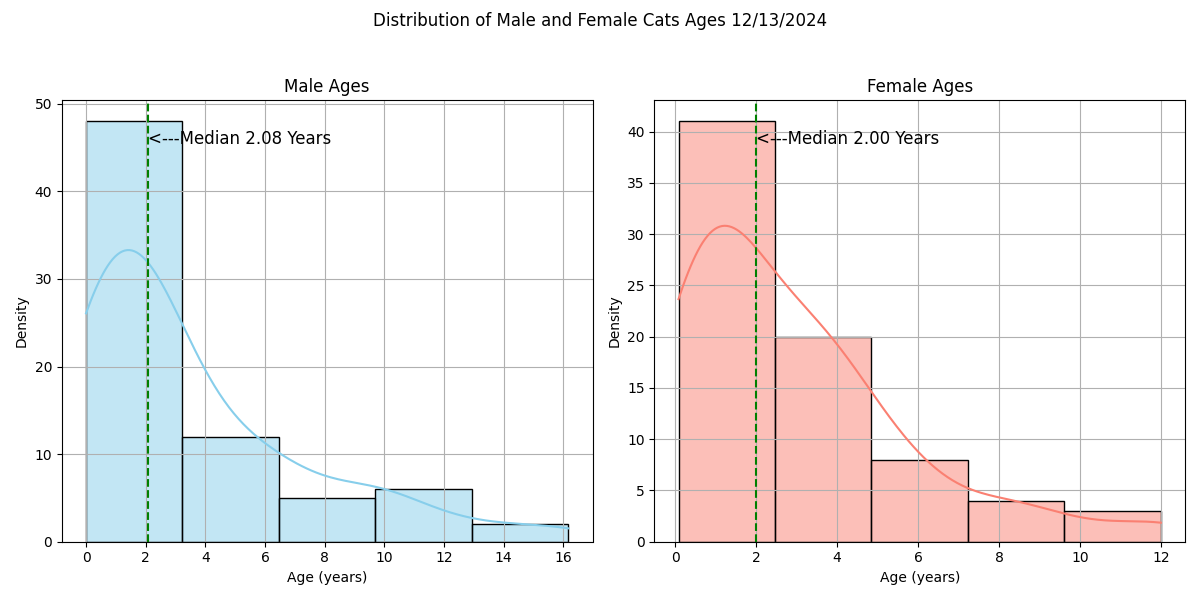 Distribution of Male and Female Cats Ages 12/13/2024
Male Ages
50
40
30
20
10
0
Density
<---Median 2.08 Years
0 2 4 6 8 10 12 14 16
Age (years)
Female Ages
40
35
30
25
20
15
10
5
0
Density
<---Median 2.00 Years
0 2 4 6 8 10 12
Age (years)